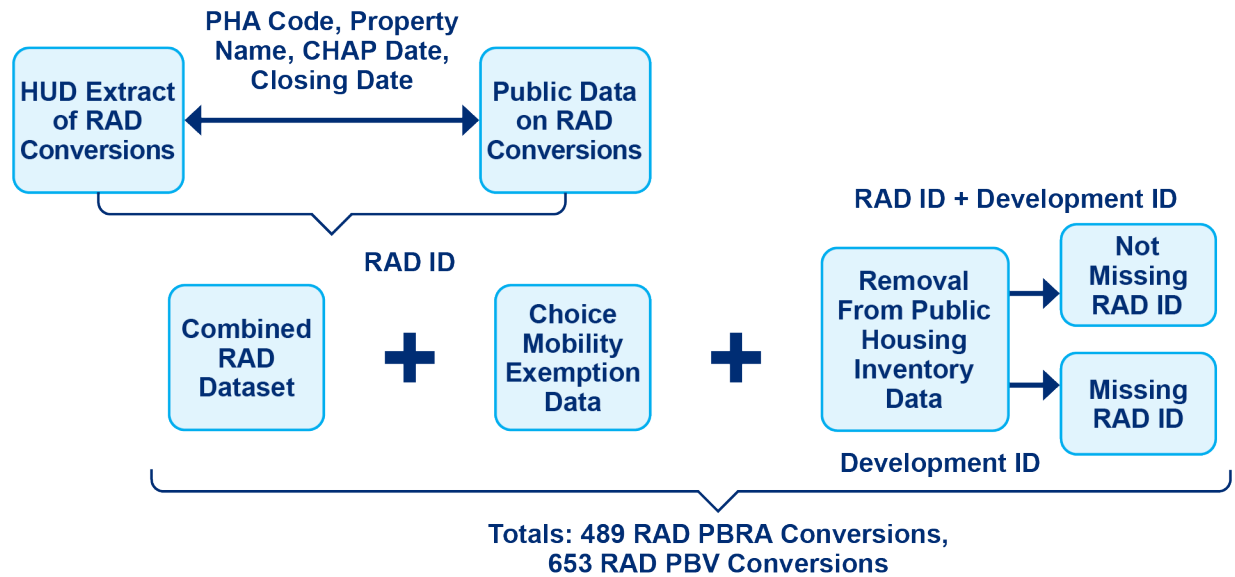 PHA Code, Property
Name, CHAP Date,
Closing Date
HUD Extract
of RAD
Conversions
Public Data
on RAD
Conversions
RAD ID
Combined
RAD
Dataset
Choice
Mobility
Exemption
Data
RAD ID + Development ID
Removal
From Public
Housing
Inventory
Data
Not
Missing
RAD ID
Missing
RAD ID
Development ID
Totals: 489 RAD PBRA Conversions,
653 RAD PBV Conversions